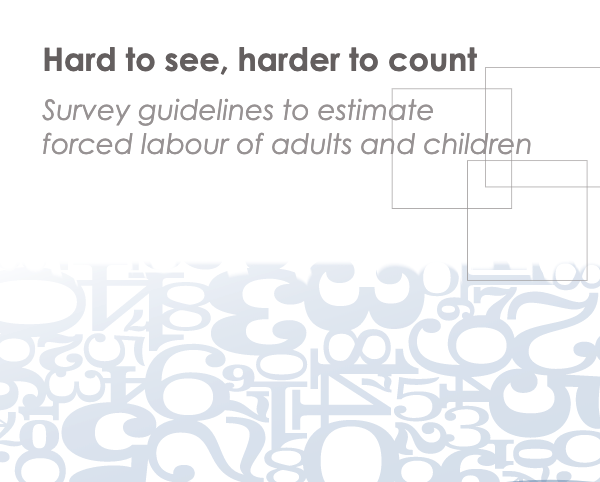 Hard to see, harder to count
Survey guidelines to estimate
forced labour of adults and children